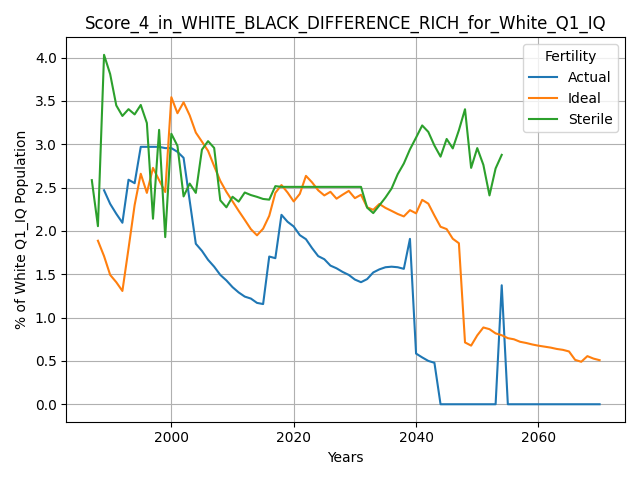 Score_4_in_WHITE_BLACK_DIFFERENCE_RICH_for_White_Q1_IQ
Fertility
Actual
Ideal
Sterile
% of White Q1_IQ Population
4.0
3.5
3.0
2.5
2.0
1.5
1.0
0.5
0.0
2000 2020 2040 2060
Years